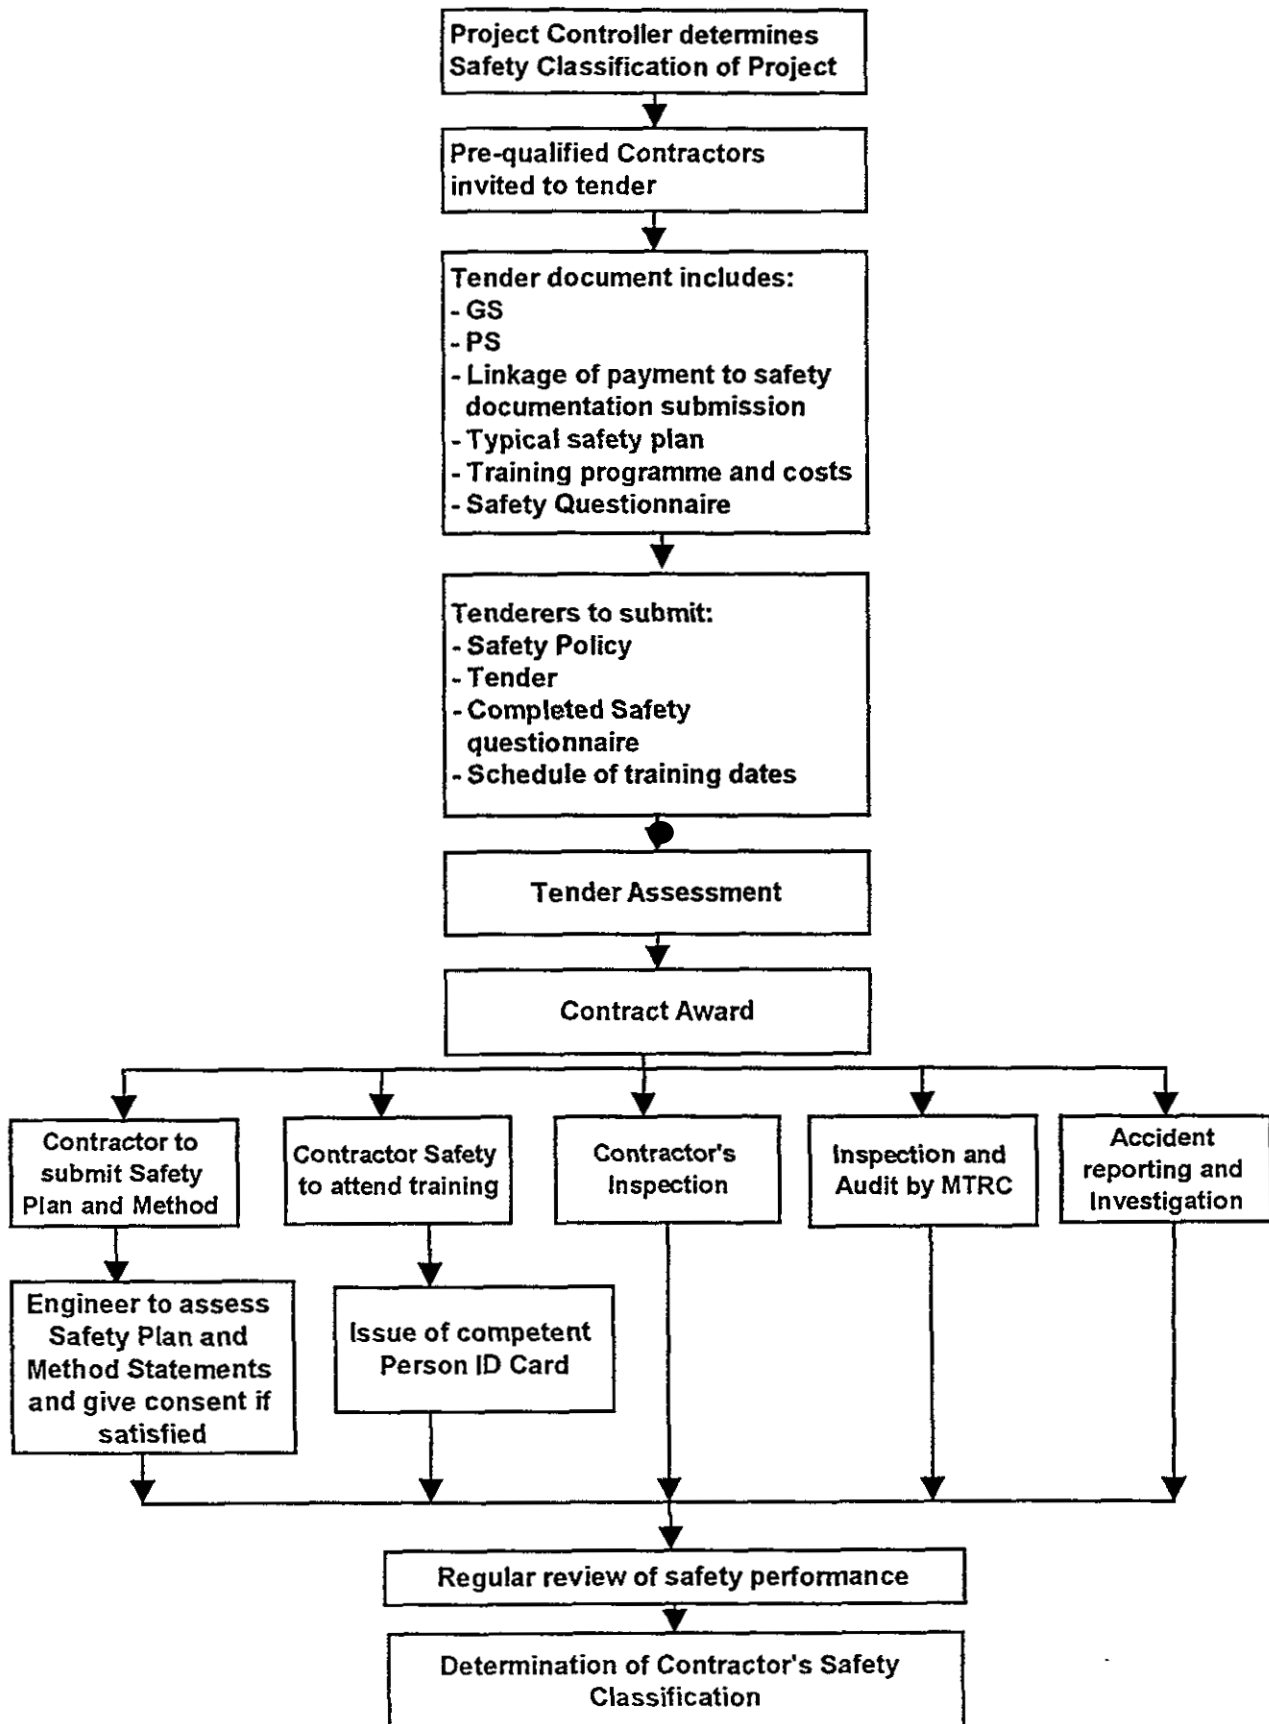 Project Controller determines
Safety Classification of Project
Pre-qualified Contractors
invited to tender
Tender document includes:
- GS
- PS
- Linkage of payment to safety
documentation submission
- Typical safety plan
- Training programme and costs
- Safety Questionnaire
Tenderers to submit:
- Safety Policy
- Tender
- Completed Safety
questionnaire
- Schedule of training dates
Tender Assessment
Contract Award
Contractor to
submit Safety
Plan and Method
Contractor Safety
to attend training
Contractor's
Inspection
Inspection and
Audit by MTRC
Accident
reporting and
Investigation
Engineer to assess
Safety Plan and
Method Statements
and give consent if
satisfied
Issue of competent
Person ID Card
Regular review of safety performance
Determination of Contractor's Safety
Classification